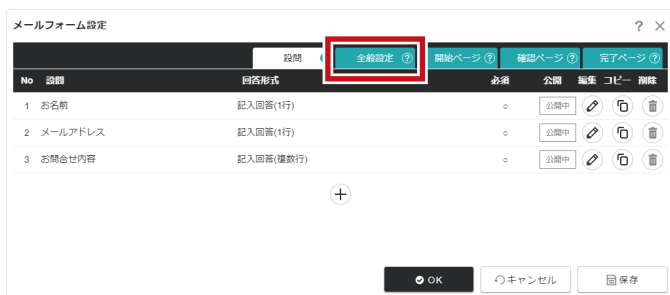 メールフォーム設定 ? ×
設問 全般設定 ? 開始ページ ? 確認ページ ? 完了ページ ?
No 設問 回答形式 必須 公開 編集 コピー 削除
1 お名前 記入回答(1行) ○ 公開中
2 メールアドレス 記入回答(1行) ○ 公開中
3 お問合せ内容 記入回答(複数行) ○ 公開中
+
OK キャンセル 保存